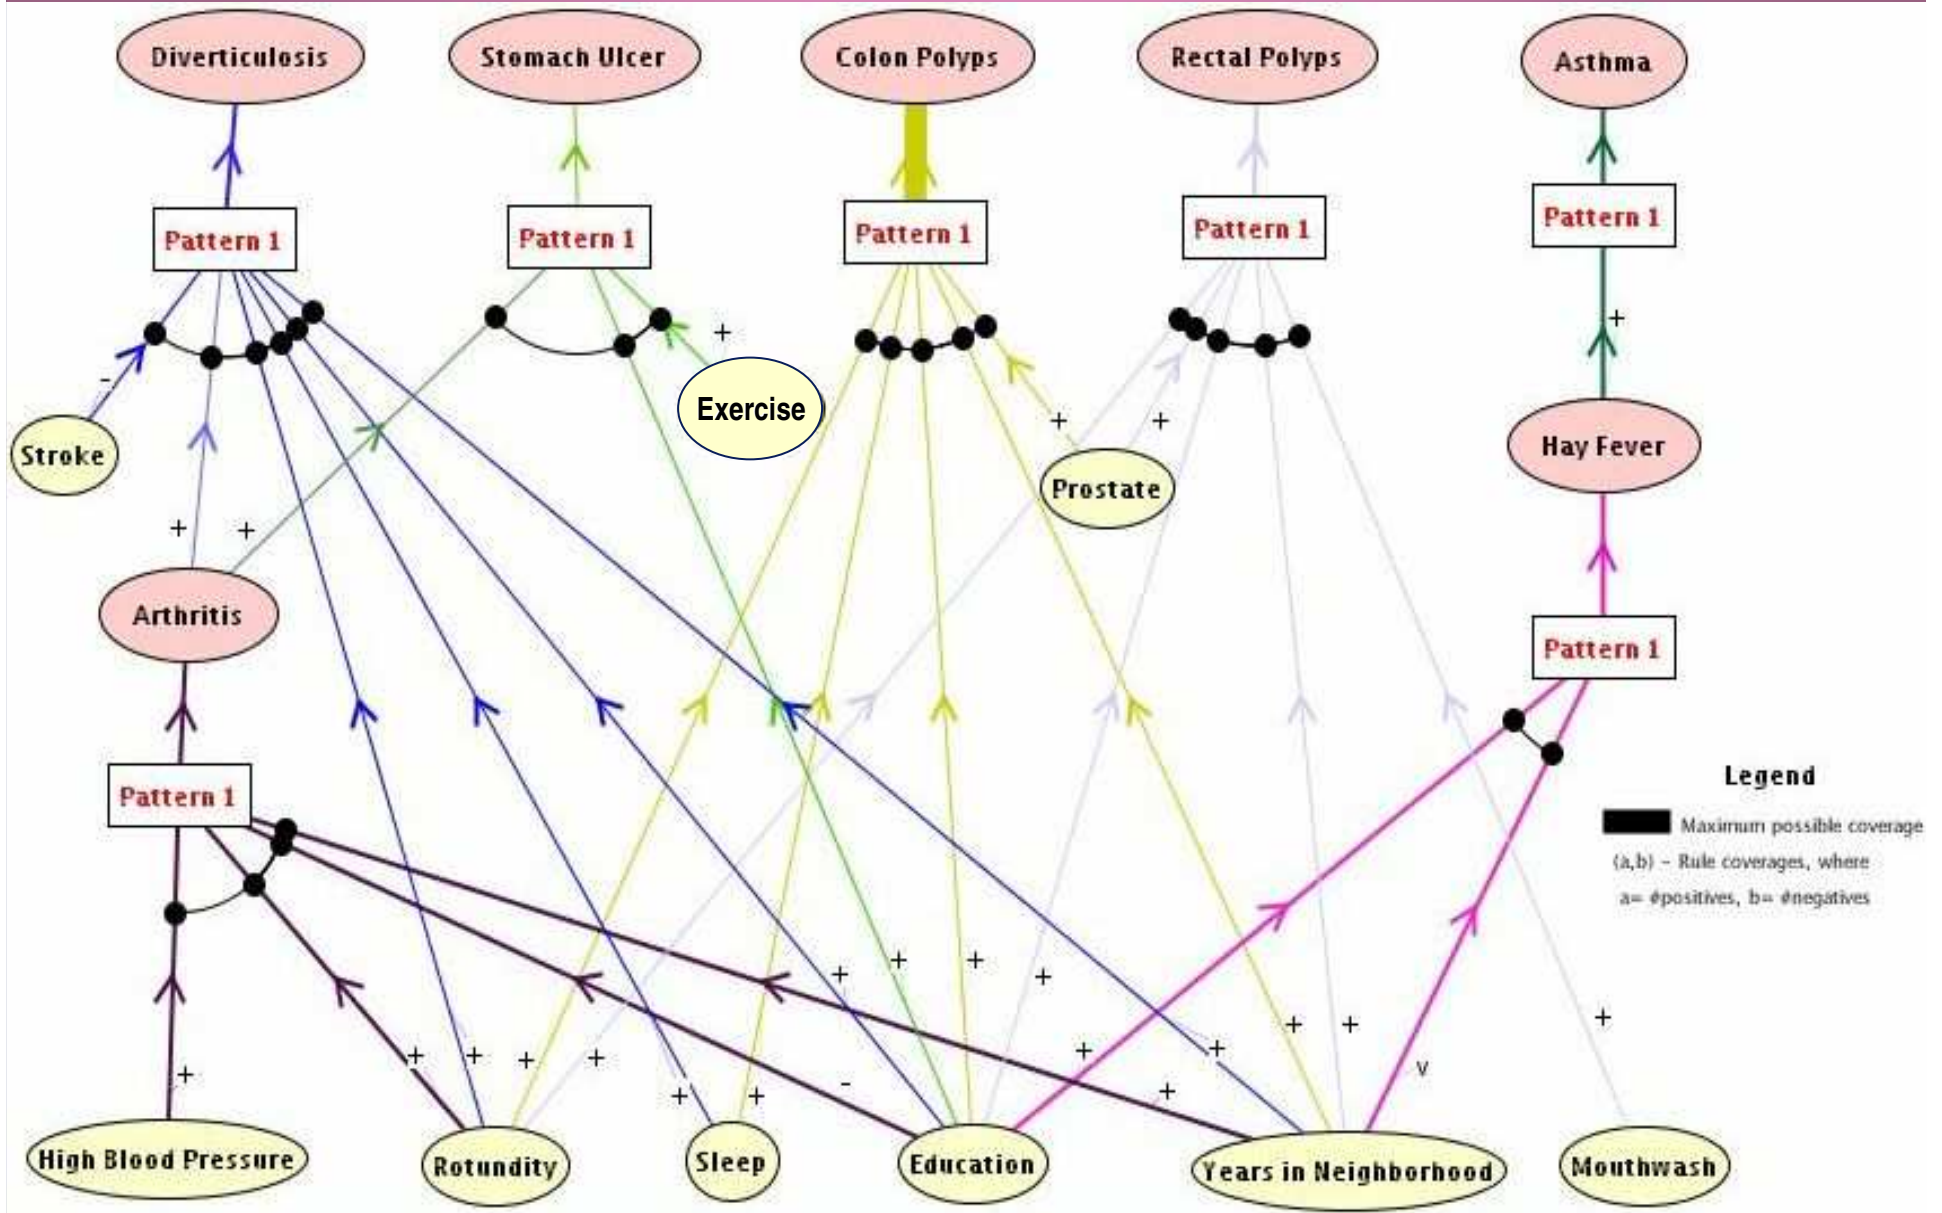 Diverticulosis
Stomach Ulcer
Colon Polyps
Rectal Polyps
Asthma
Pattern 1
Pattern 1
Pattern 1
Pattern 1
Pattern 1
+
+
-
Exercise
+
+
Stroke
Hay Fever
Prostate
+
+
Arthritis
Pattern 1
Pattern 1
Legend
Maximum possible coverage
(a,b) - Rule coverages, where
a= #positives, b= #negatives
+
+
+
+
+
+
+
+
+
+
+
+
+
v
+
-
+
+
+
High Blood Pressure
Rotundity
Sleep
Education
Years in Neighborhood
Mouthwash